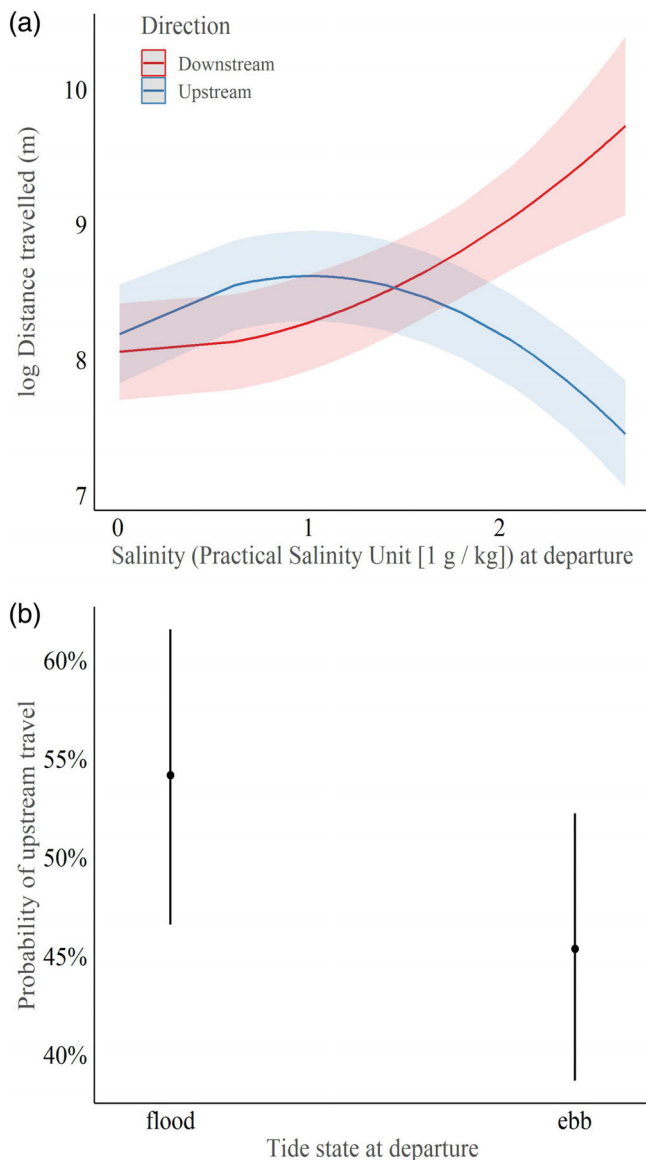 (a)
Direction
Downstream
Upstream
10
9
8
7
log Distance travelled (m)
0 1 2
Salinity (Practical Salinity Unit [1 g / kg]) at departure
(b)
60%
55%
50%
45%
40%
Probability of upstream travel
flood ebb
Tide state at departure